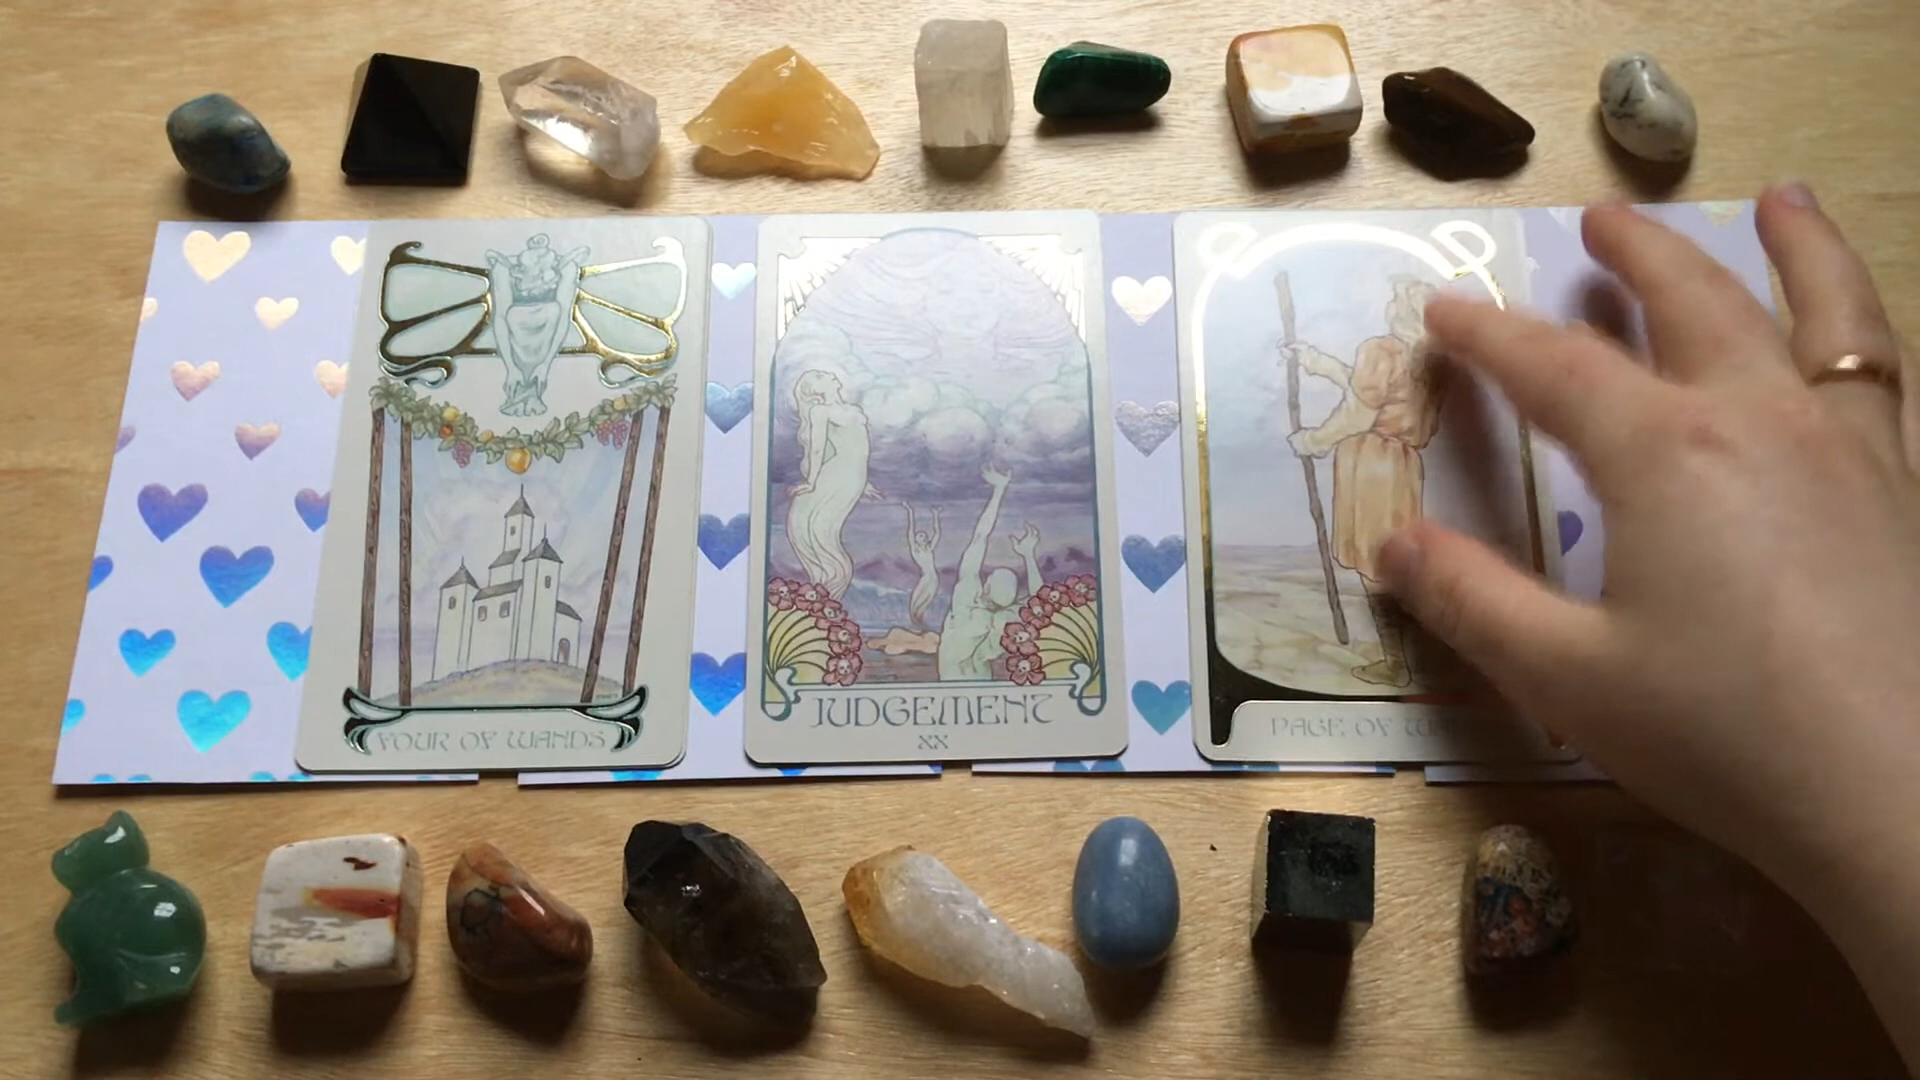 FOUR OF WANDS
JUDGEMENT
XX
PAGE OF